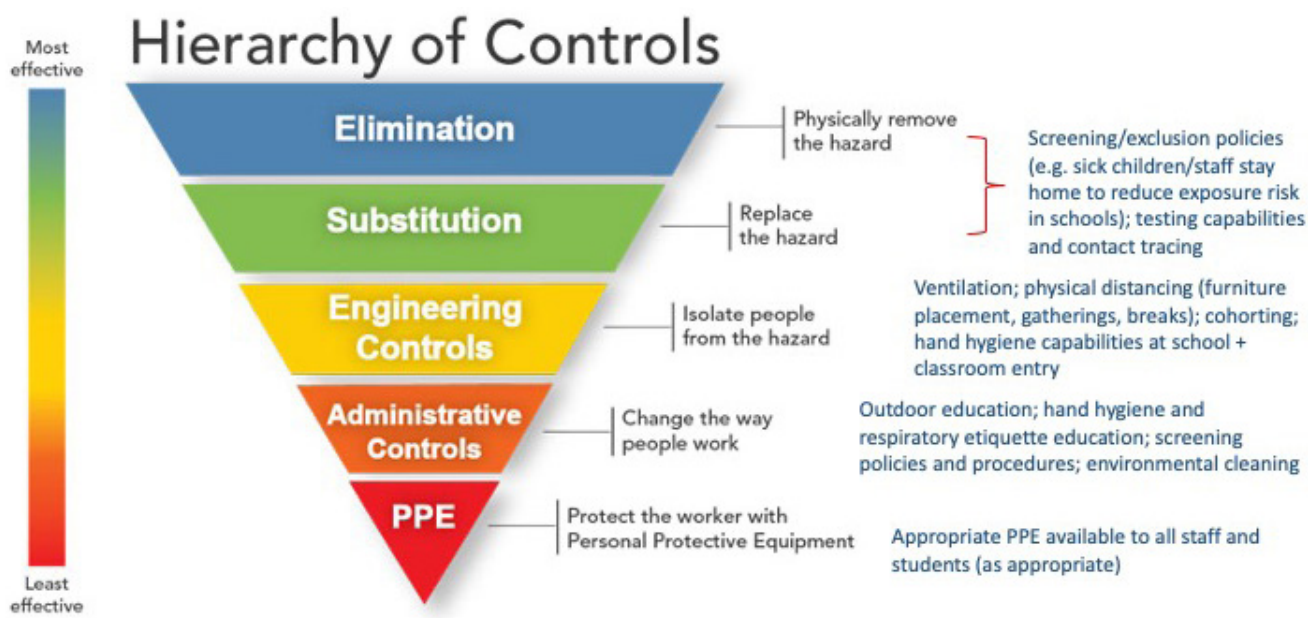 Hierarchy of Controls
Most
effective
Elimination
Physically remove
the hazard
Screening/exclusion policies
(e.g. sick children/staff stay
home to reduce exposure risk
in schools); testing capabilities
and contact tracing
Substitution
Replace
the hazard
Engineering
Controls
Isolate people
from the hazard
Ventilation; physical distancing (furniture
placement, gatherings, breaks); cohorting;
hand hygiene capabilities at school +
classroom entry
Administrative
Controls
Change the way
people work
Outdoor education; hand hygiene and
respiratory etiquette education; screening
policies and procedures; environmental cleaning
PPE
Protect the worker with
Personal Protective Equipment
Appropriate PPE available to all staff and
students (as appropriate)
Least
effective